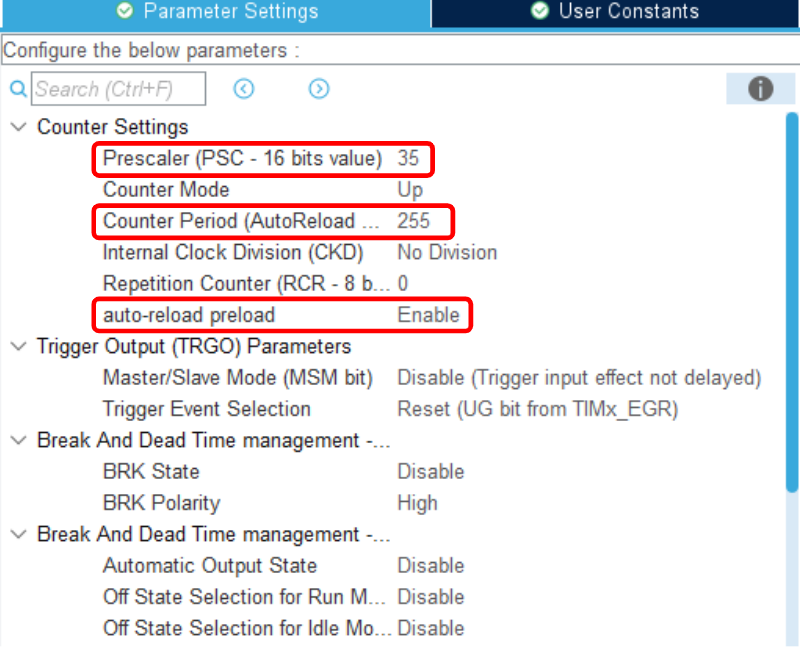 Parameter Settings User Constants
Configure the below parameters :
Search (Ctrl+F) i
Counter Settings
Prescaler (PSC - 16 bits value) 35
Counter Mode Up
Counter Period (AutoReload ... 255
Internal Clock Division (CKD) No Division
Repetition Counter (RCR - 8 b... 0
auto-reload preload Enable
Trigger Output (TRGO) Parameters
Master/Slave Mode (MSM bit) Disable (Trigger input effect not delayed)
Trigger Event Selection Reset (UG bit from TIMx_EGR)
Break And Dead Time management -...
BRK State Disable
BRK Polarity High
Break And Dead Time management -...
Automatic Output State Disable
Off State Selection for Run M... Disable
Off State Selection for Idle Mo... Disable